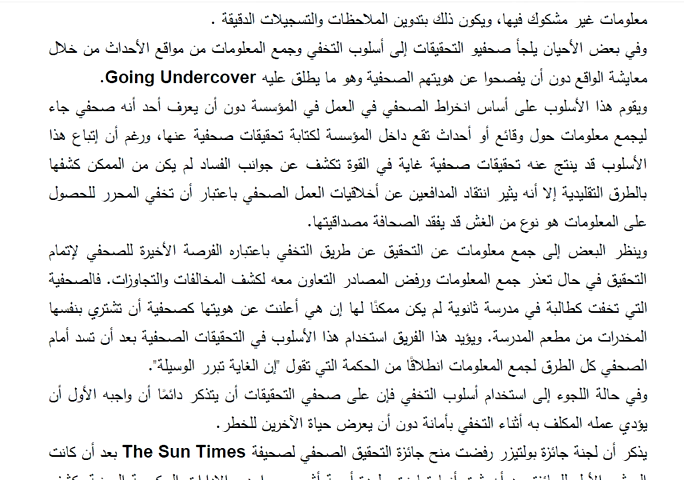 معلومات غير مشكوك فيها، ويكون ذلك بتدوين الملاحظات والتسجيلات الدقيقة .
وفي بعض الأحيان يلجأ صحفيو التحقيقات إلى أسلوب التخفي وجمع المعلومات من مواقع الأحداث من خلال
معايشة الواقع دون أن يفصحوا عن هويتهم الصحفية وهو ما يطلق عليه Going Undercover.
ويقوم هذا الأسلوب على أساس انخراط الصحفي في العمل في المؤسسة دون أن يعرف أحد أنه صحفي جاء
ليجمع معلومات حول وقائع أو أحداث تقع داخل المؤسسة لكتابة تحقيقات صحفية عنها، ورغم أن إتباع هذا
الأسلوب قد ينتج عنه تحقيقات صحفية غاية في القوة تكشف عن جوانب الفساد لم يكن من الممكن كشفها
بالطرق التقليدية إلا أنه يثير انتقاد المدافعين عن أخلاقيات العمل الصحفي باعتبار أن تخفي المحرر للحصول
على المعلومات هو نوع من الغش قد يفقد الصحافة مصداقيتها.
وينظر البعض إلى جمع معلومات عن التحقيق عن طريق التخفي باعتباره الفرصة الأخيرة للصحفي لإتمام
التحقيق في حال تعذر جمع المعلومات ورفض المصادر التعاون معه لكشف المخالفات والتجاوزات. فالصحفية
التي تخفت كطالبة في مدرسة ثانوية لم يكن ممكنًا لها إن هي أعلنت عن هويتها كصحفية أن تشتري بنفسها
المخدرات من مطعم المدرسة. ويؤيد هذا الفريق استخدام هذا الأسلوب في التحقيقات الصحفية بعد أن تسد أمام
الصحفي كل الطرق لجمع المعلومات انطلاقًا من الحكمة التي تقول "إن الغاية تبرر الوسيلة".
وفي حالة اللجوء إلى استخدام أسلوب التخفي فإن على صحفي التحقيقات أن يتذكر دائمًا أن واجبه الأول أن
يؤدي عمله المكلف به أثناء التخفي بأمانة دون أن يعرض حياة الآخرين للخطر.
يذكر أن لجنة جائزة بولتيزر رفضت منح جائزة التحقيق الصحفي لصحيفة The Sun Times بعد أن كانت